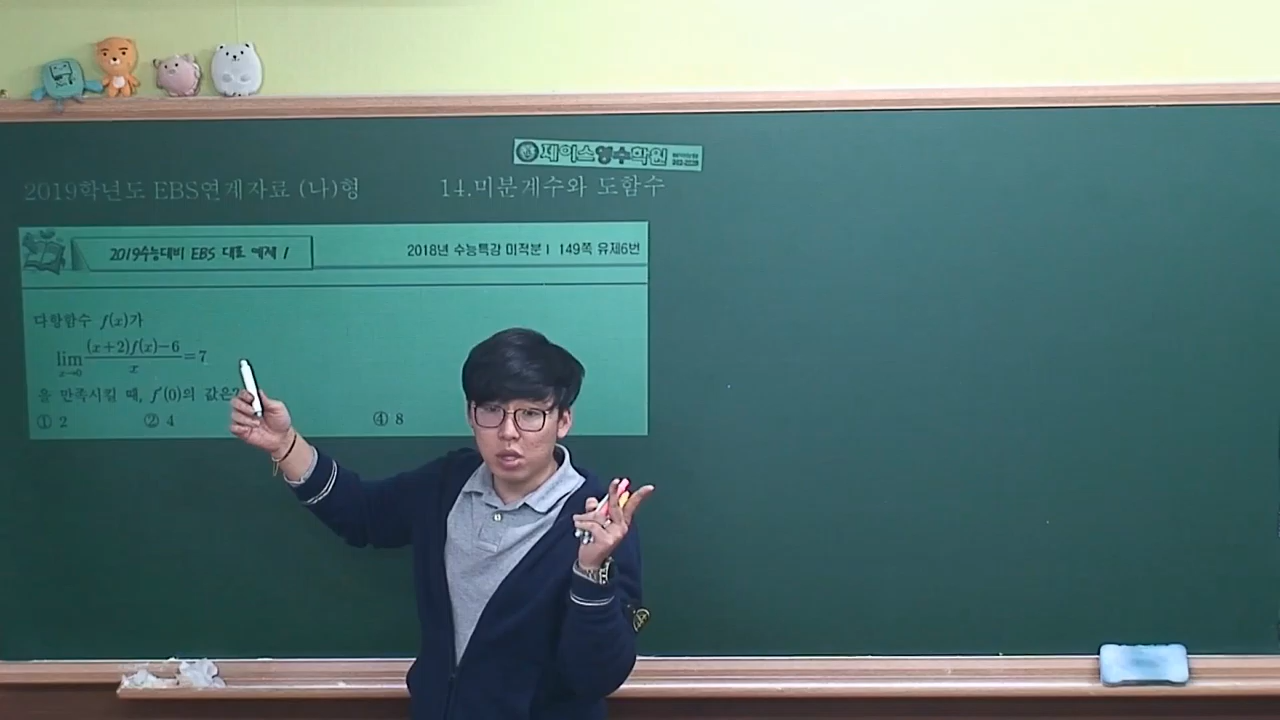 제이스영수학원
2019학년도 EBS연계자료 (나)형 14.미분계수와 도함수
2019수능대비 EBS 대표 예제 1 2018년 수능특강 미적분Ⅰ 149쪽 유제6번
다항함수 f(x)가
lim x→0 (x+2)f(x)-6 / x = 7
을 만족시킬 때, f'(0)의 값은?
① 2 ② 4 ④ 8